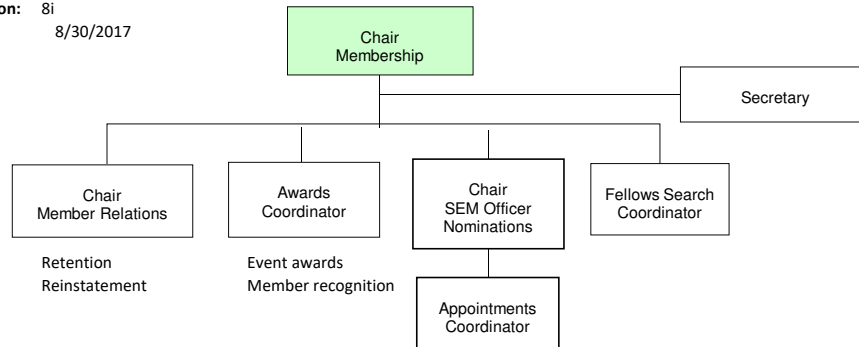 on: 8i
8/30/2017
Chair
Membership
Secretary
Chair
Member Relations
Awards
Coordinator
Chair
SEM Officer
Nominations
Fellows Search
Coordinator
Retention
Reinstatement
Event awards
Member recognition
Appointments
Coordinator